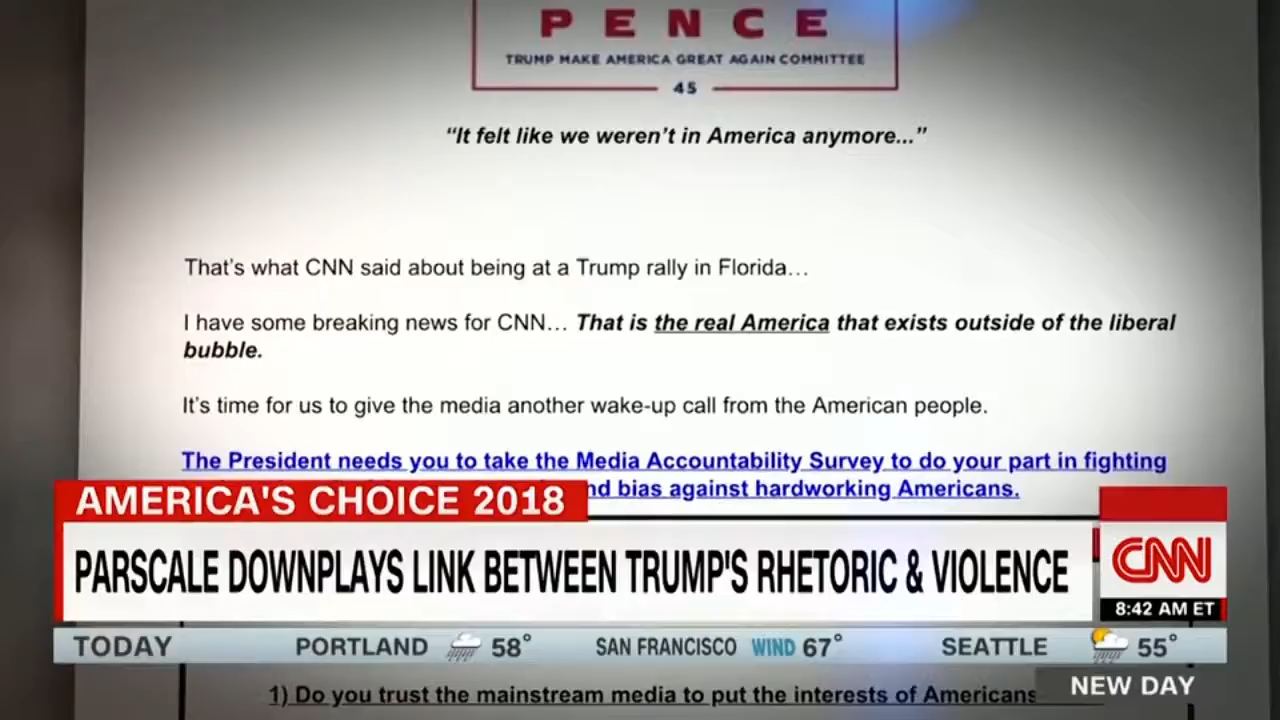 PENCE
TRUMP MAKE AMERICA GREAT AGAIN COMMITTEE
45
“It felt like we weren’t in America anymore...”
That’s what CNN said about being at a Trump rally in Florida…
I have some breaking news for CNN… That is the real America that exists outside of the liberal
bubble.
It’s time for us to give the media another wake-up call from the American people.
The President needs you to take the Media Accountability Survey to do your part in fighting
nd bias against hardworking Americans.
AMERICA'S CHOICE 2018
PARSCALE DOWNPLAYS LINK BETWEEN TRUMP'S RHETORIC & VIOLENCE
CNN
8:42 AM ET
TODAY PORTLAND 58° SAN FRANCISCO WIND 67° SEATTLE 55°
NEW DAY
1) Do you trust the mainstream media to put the interests of Americans